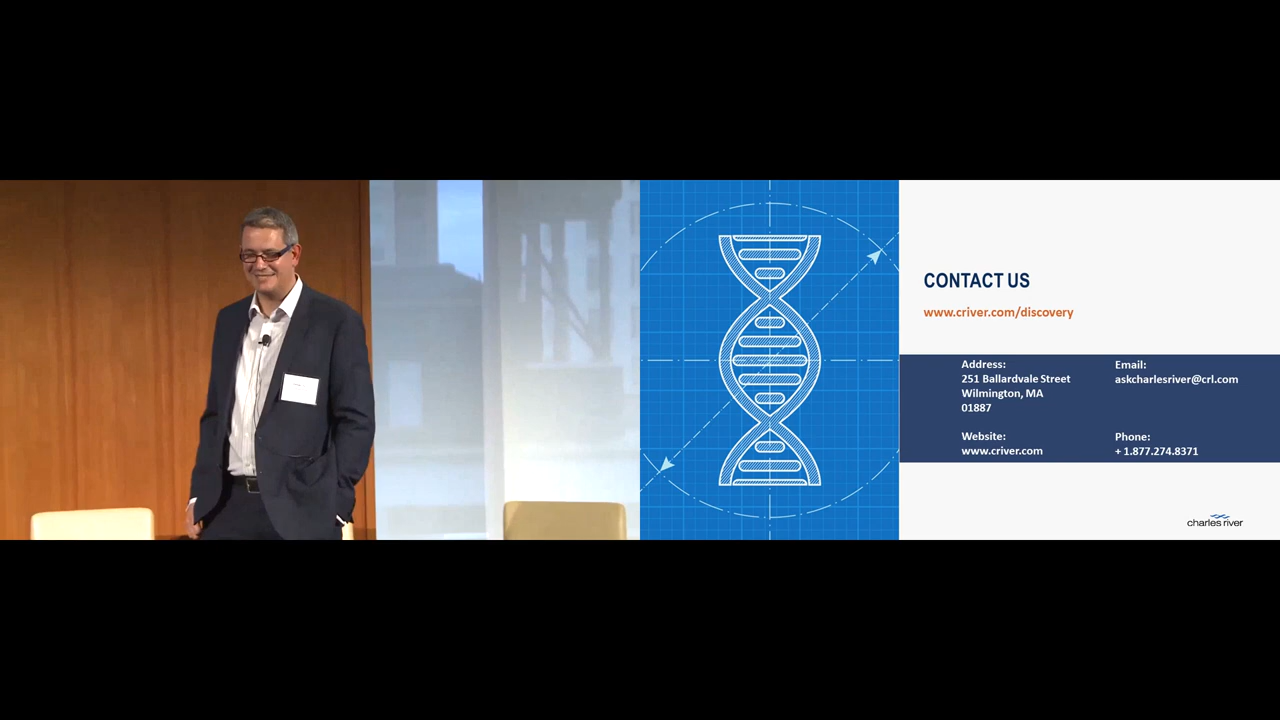 CONTACT US
www.criver.com/discovery
Address:
251 Ballardvale Street
Wilmington, MA
01887
Website:
www.criver.com
Email:
askcharlesriver@crl.com
Phone:
+ 1.877.274.8371
charles river